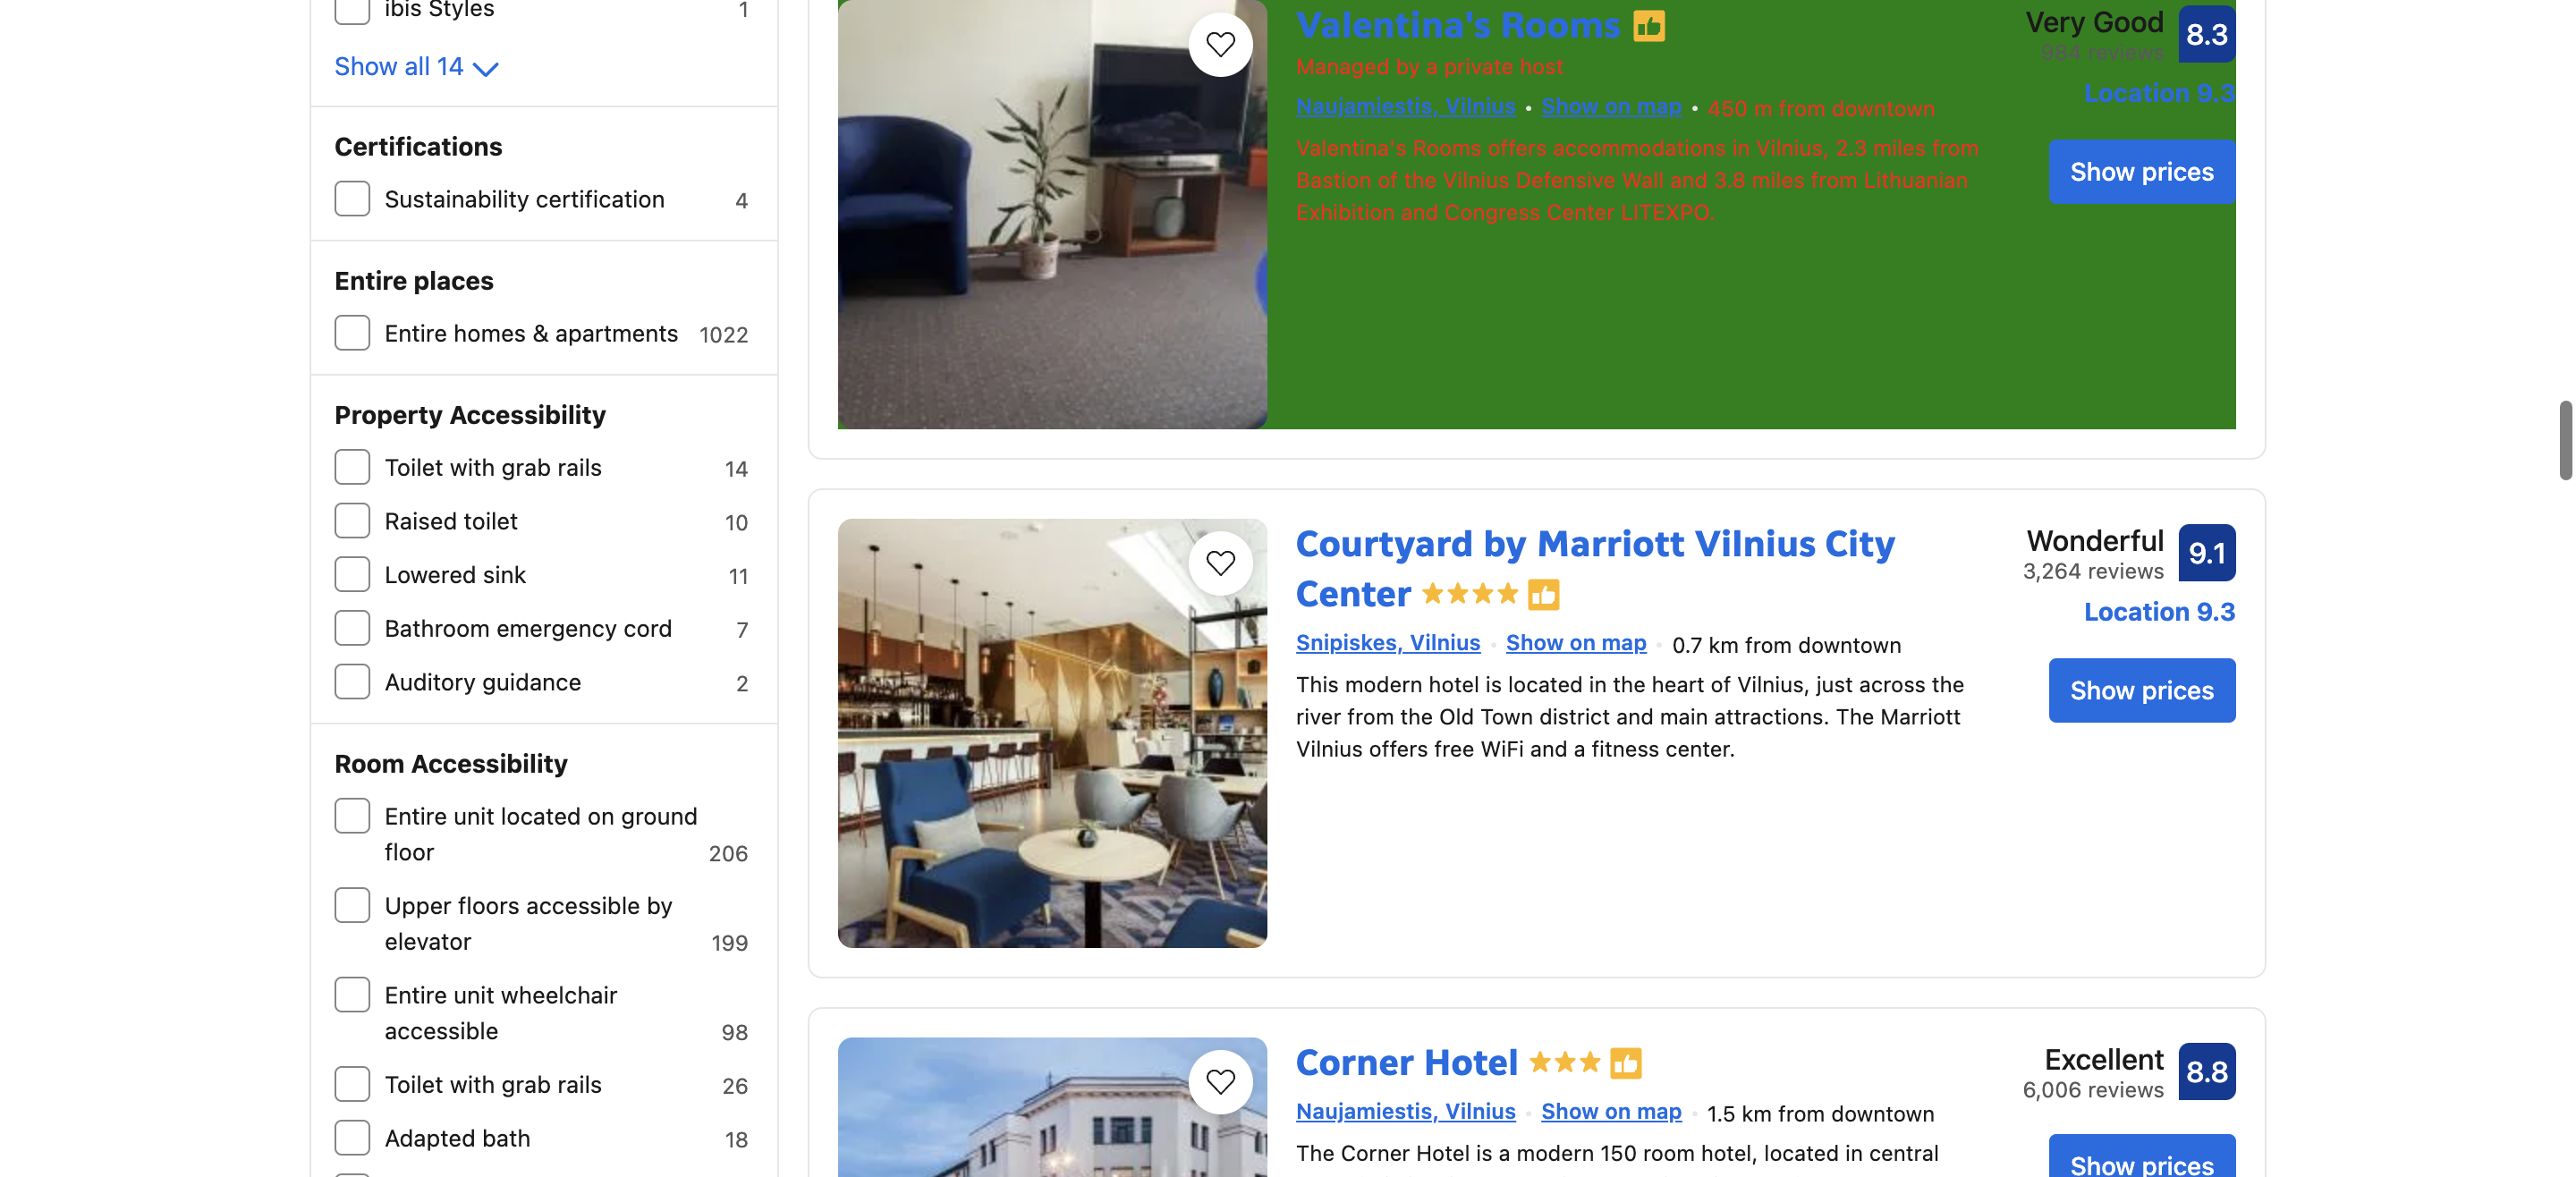 ibis Styles 1
Show all 14
Certifications
Sustainability certification 4
Entire places
Entire homes & apartments 1022
Property Accessibility
Toilet with grab rails 14
Raised toilet 10
Lowered sink 11
Bathroom emergency cord 7
Auditory guidance 2
Room Accessibility
Entire unit located on ground
floor 206
Upper floors accessible by
elevator 199
Entire unit wheelchair
accessible 98
Toilet with grab rails 26
Adapted bath 18
Valentina's Rooms
Managed by a private host
Naujamiestis, Vilnius • Show on map • 450 m from downtown
Valentina's Rooms offers accommodations in Vilnius, 2.3 miles from
Bastion of the Vilnius Defensive Wall and 3.8 miles from Lithuanian
Exhibition and Congress Center LITEXPO.
Very Good 8.3
984 reviews
Location 9.3
Show prices
Courtyard by Marriott Vilnius City
Center
Snipiskes, Vilnius • Show on map • 0.7 km from downtown
This modern hotel is located in the heart of Vilnius, just across the
river from the Old Town district and main attractions. The Marriott
Vilnius offers free WiFi and a fitness center.
Wonderful 9.1
3,264 reviews
Location 9.3
Show prices
Corner Hotel
Naujamiestis, Vilnius • Show on map • 1.5 km from downtown
The Corner Hotel is a modern 150 room hotel, located in central
Excellent 8.8
6,006 reviews
Show prices